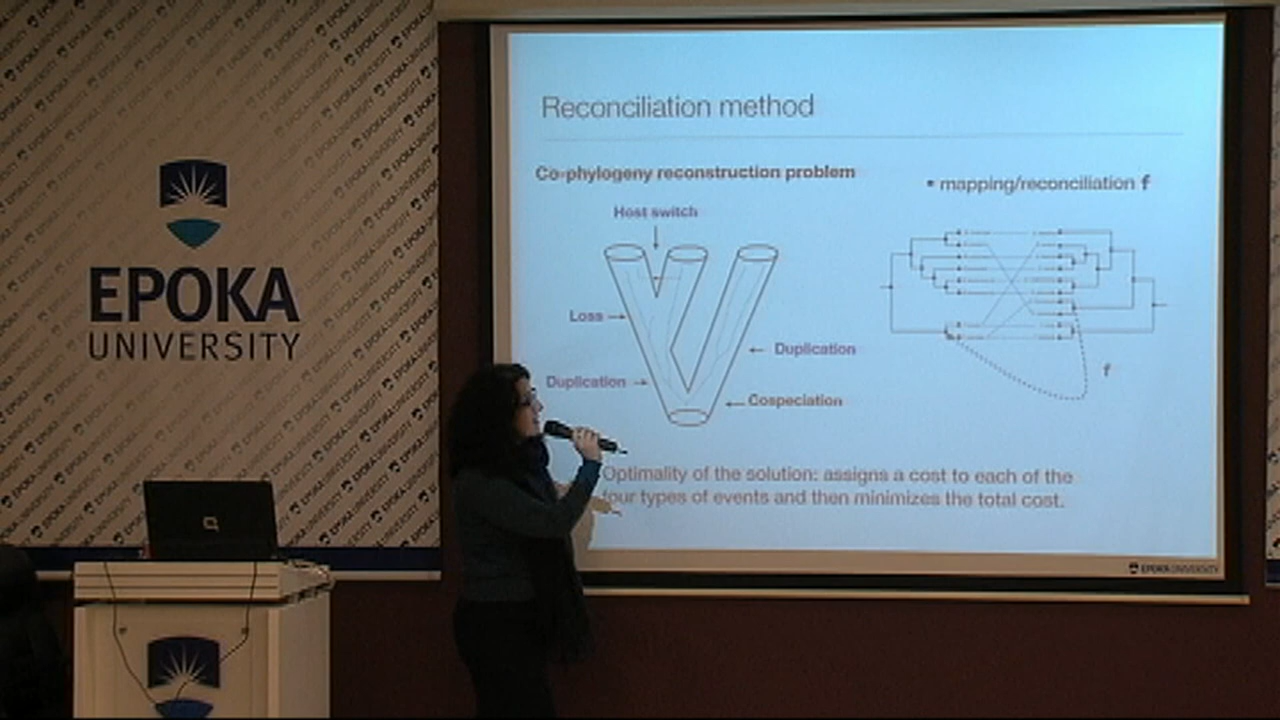 EPOKA
UNIVERSITY
Reconciliation method
Co-phylogeny reconstruction problem
• mapping/reconciliation f
Host switch
Loss
Duplication
Duplication
Cospeciation
f
Optimality of the solution: assigns a cost to each of the
four types of events and then minimizes the total cost.
EPOKA UNIVERSITY